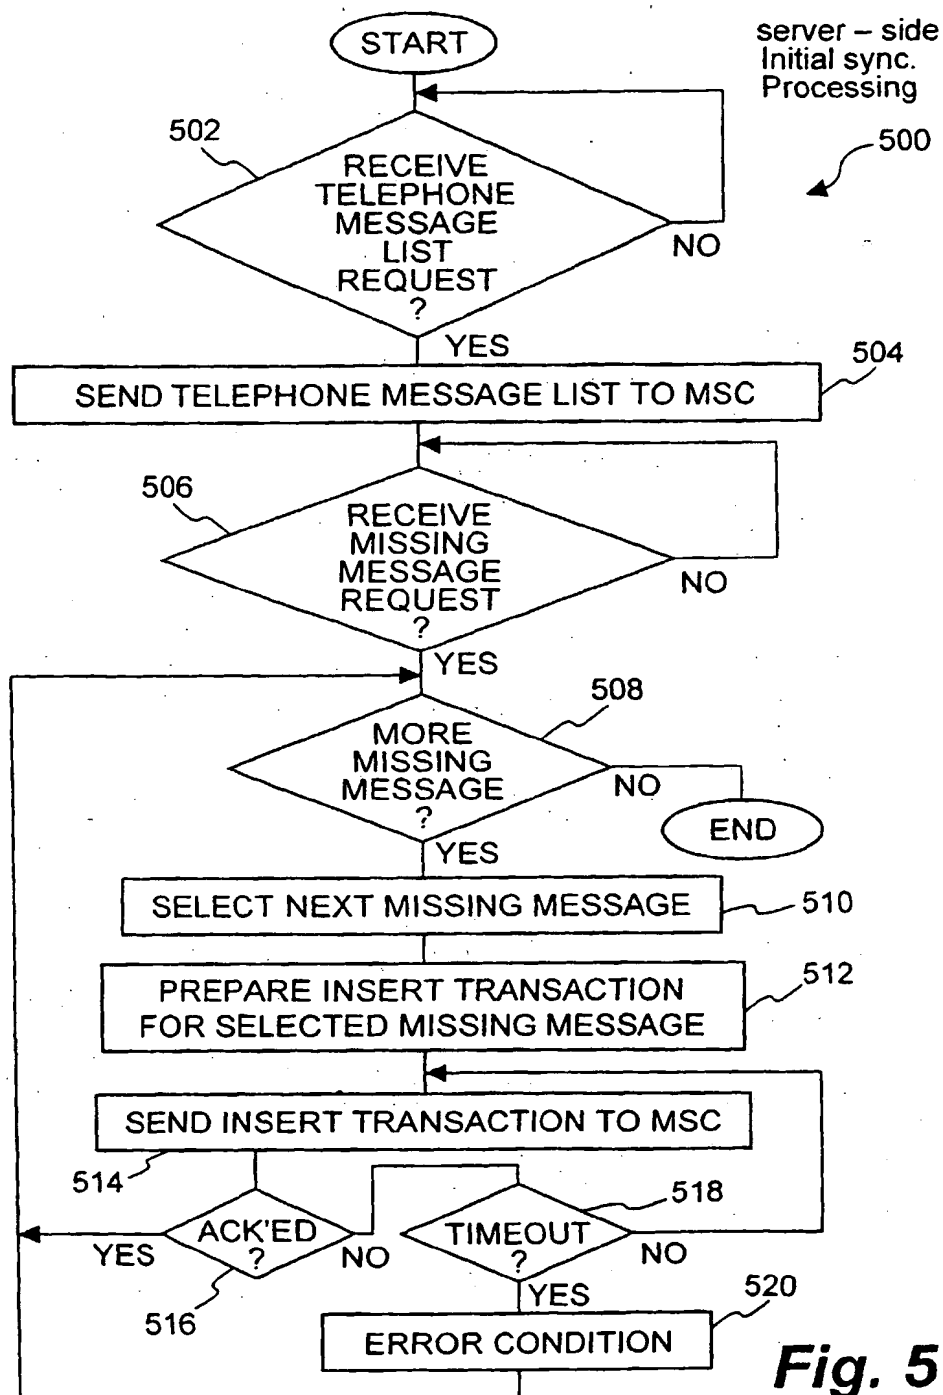 START
server – side
Initial sync.
Processing
500
502
RECEIVE
TELEPHONE
MESSAGE
LIST
REQUEST
?
NO
YES
504
SEND TELEPHONE MESSAGE LIST TO MSC
506
RECEIVE
MISSING
MESSAGE
REQUEST
?
NO
YES
508
MORE
MISSING
MESSAGE
?
NO
END
YES
SELECT NEXT MISSING MESSAGE
510
PREPARE INSERT TRANSACTION
FOR SELECTED MISSING MESSAGE
512
SEND INSERT TRANSACTION TO MSC
514
ACK'ED
?
YES
NO
516
518
TIMEOUT
?
NO
YES
520
ERROR CONDITION
Fig. 5